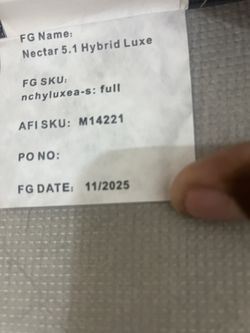 FG Name:
Nectar 5.1 Hybrid Luxe
FG SKU:
nchyluxea-s: full
AFI SKU: M14221
PO NO:
FG DATE: 11/2025